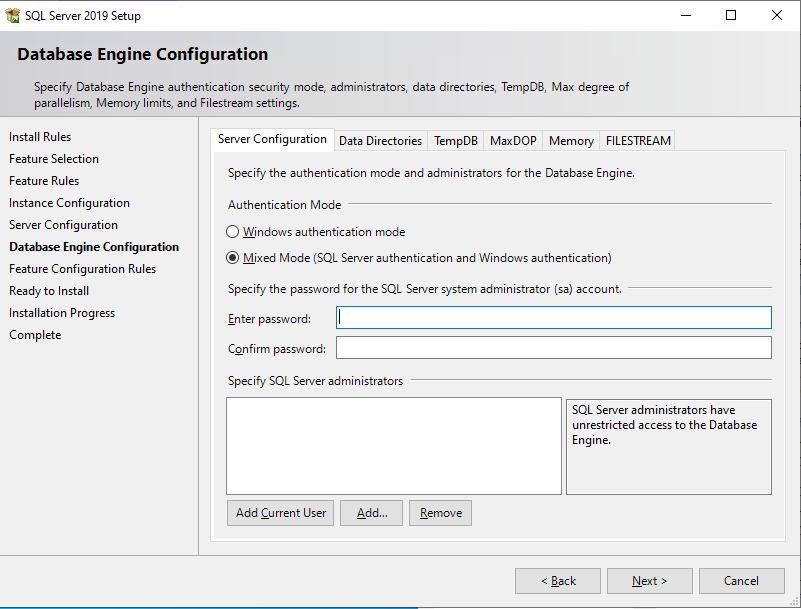 SQL Server 2019 Setup
Database Engine Configuration
Specify Database Engine authentication security mode, administrators, data directories, TempDB, Max degree of
parallelism, Memory limits, and Filestream settings.
Install Rules
Feature Selection
Feature Rules
Instance Configuration
Server Configuration
Database Engine Configuration
Feature Configuration Rules
Ready to Install
Installation Progress
Complete
Server Configuration Data Directories TempDB MaxDOP Memory FILESTREAM
Specify the authentication mode and administrators for the Database Engine.
Authentication Mode
Windows authentication mode
Mixed Mode (SQL Server authentication and Windows authentication)
Specify the password for the SQL Server system administrator (sa) account.
Enter password:
Confirm password:
Specify SQL Server administrators
SQL Server administrators have
unrestricted access to the Database
Engine.
Add Current User Add... Remove
< Back Next > Cancel